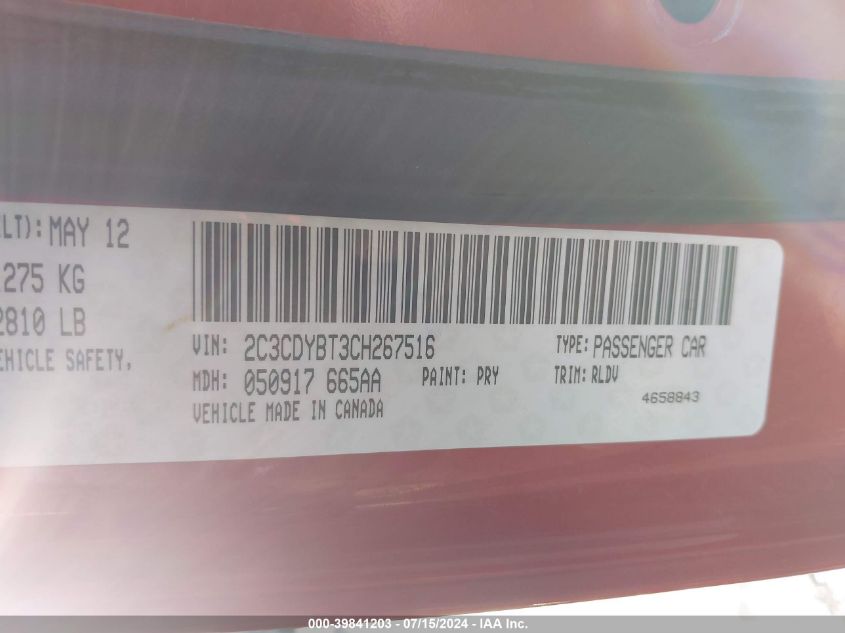 ELT): MAY 12
275 KG
2810 LB
EHICLE SAFETY,
VIN: 2C3CDYBT3CH267516 TYPE: PASSENGER CAR
MDH: 050917 665AA PAINT: PRY TRIM: RLDV
VEHICLE MADE IN CANADA
4658843
000-39841203 - 07/15/2024 - IAA Inc.